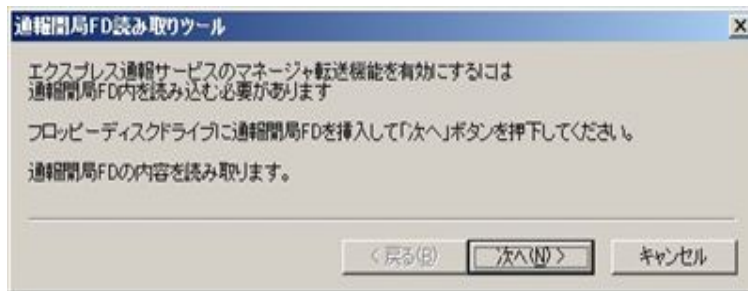 通報開局FD読み取りツール
エクスプレス通報サービスのマネージャ転送機能を有効にするには
通報開局FD内を読み込む必要があります
フロッピーディスクドライブに通報開局FDを挿入して「次へ」ボタンを押下してください。
通報開局FDの内容を読み取ります。
< 戻る(B) 次へ(N) > キャンセル